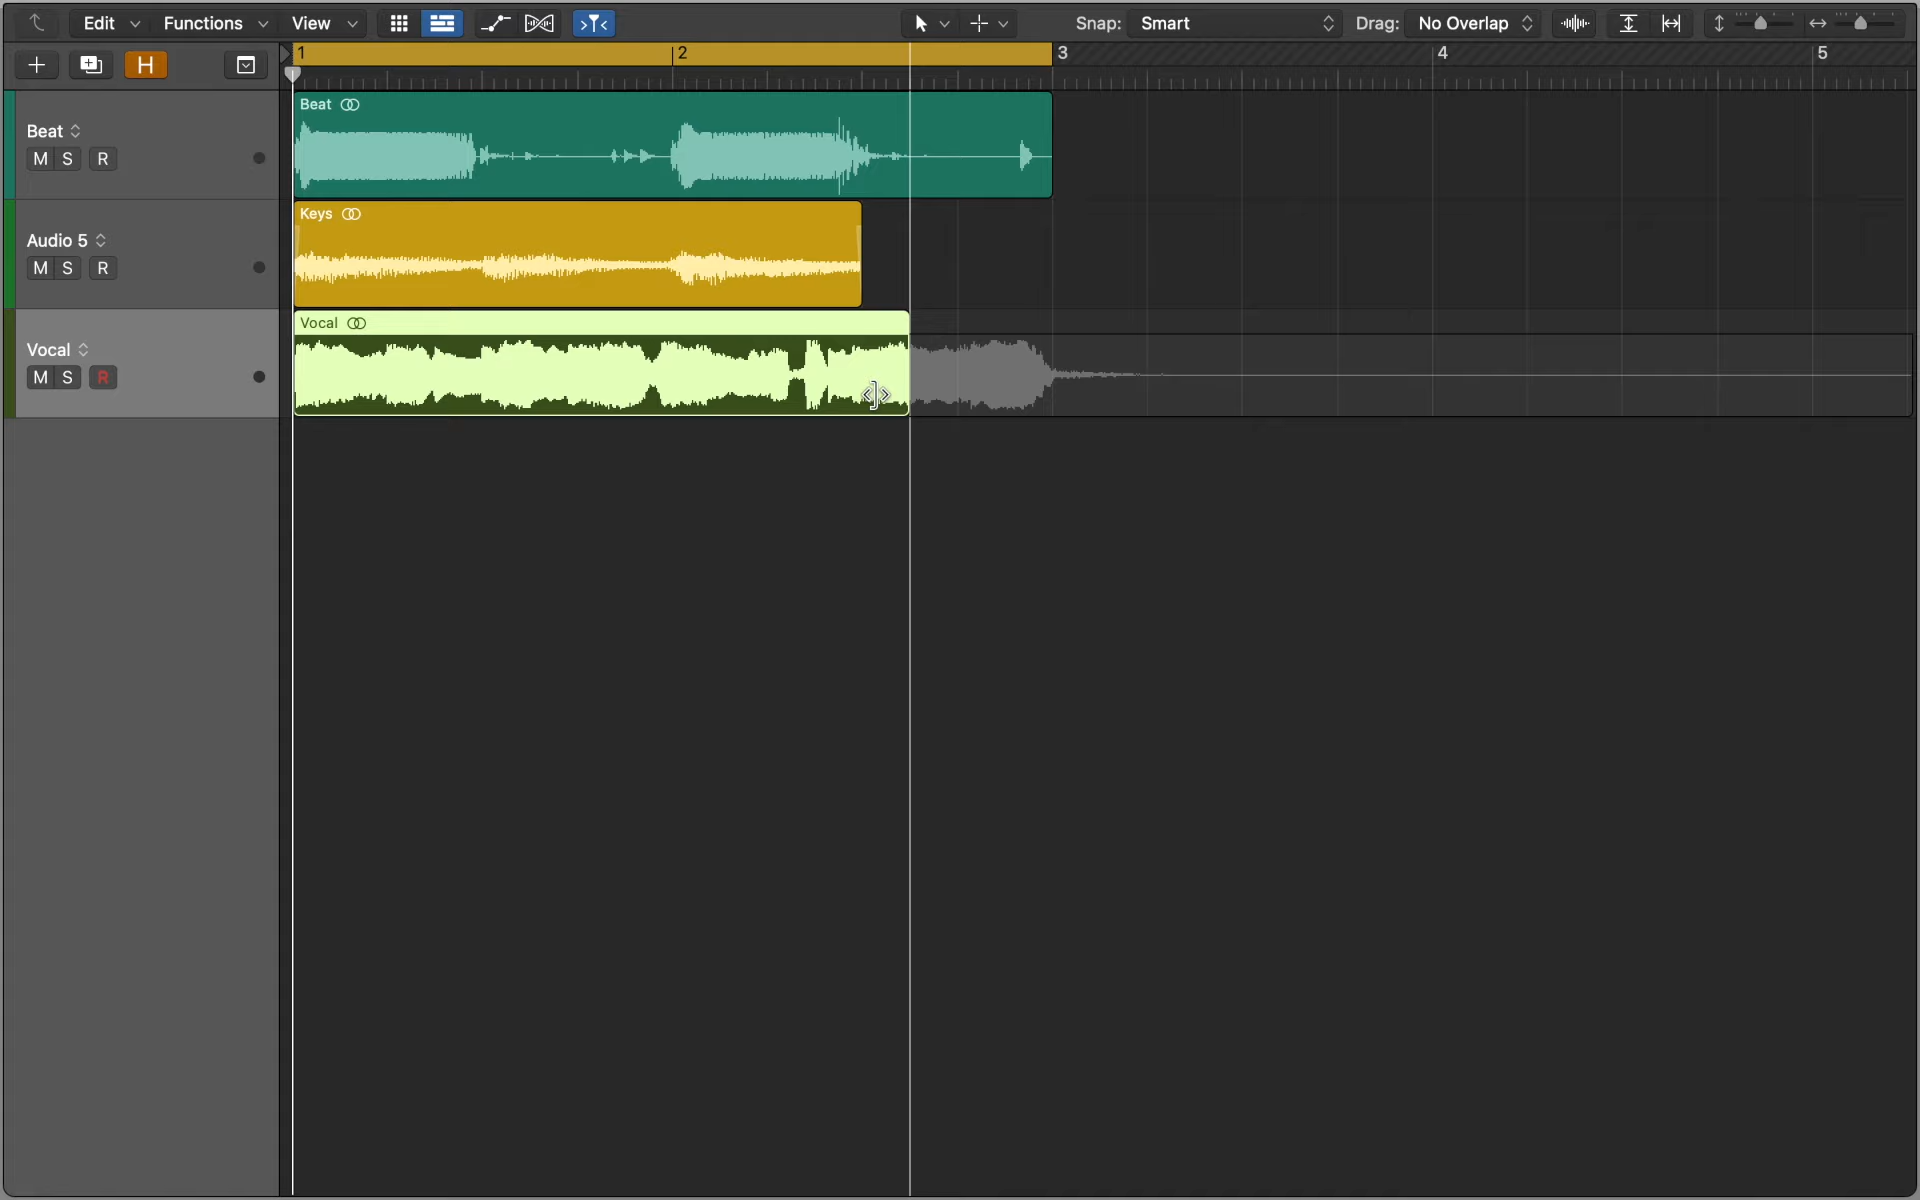 Edit Functions View Snap: Smart Drag: No Overlap
H 1 2 3 4 5
Beat
Beat
M S R
Keys
Audio 5
M S R
Vocal
Vocal
M S R